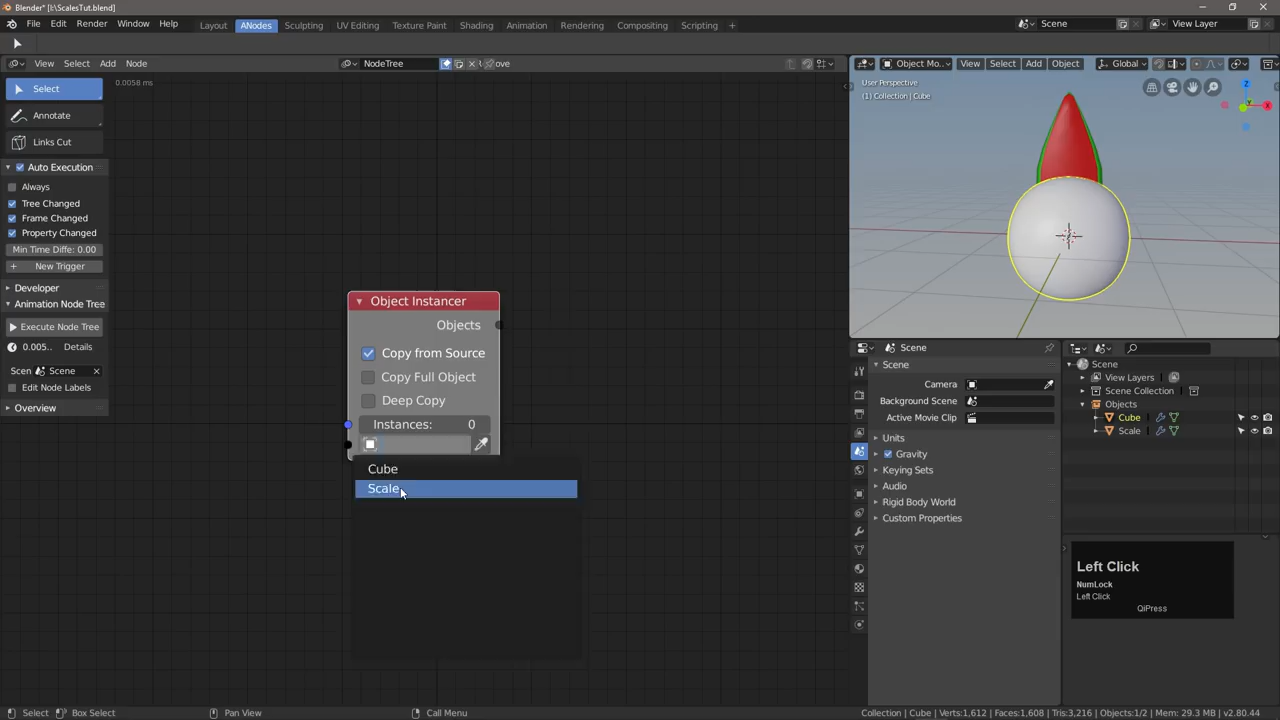 Blender* [I:\ScalesTut.blend]
File Edit Render Window Help
Layout ANodes Sculpting UV Editing Texture Paint Shading Animation Rendering Compositing Scripting +
Scene View Layer
View Select Add Node
NodeTree
Object Mo... View Select Add Object Global
0.0058 ms
Select
Annotate
Links Cut
Auto Execution
Always
Tree Changed
Frame Changed
Property Changed
Min Time Diffe: 0.00
+ New Trigger
Developer
Animation Node Tree
Execute Node Tree
0.005.. Details
Scen Scene
Edit Node Labels
Overview
Object Instancer
Objects
Copy from Source
Copy Full Object
Deep Copy
Instances: 0
Cube
Scale
User Perspective
(1) Collection | Cube
Z
Y
X
Scene
Scene
Camera
Background Scene
Active Movie Clip
Units
Gravity
Keying Sets
Audio
Rigid Body World
Custom Properties
Scene
View Layers
Scene Collection
Objects
Cube
Scale
Left Click
NumLock
Left Click
QiPress
Select Box Select Pan View Call Menu
Collection | Cube | Verts:1,612 | Faces:1,608 | Tris:3,216 | Objects:1/2 | Mem: 29.3 MB | v2.80.44